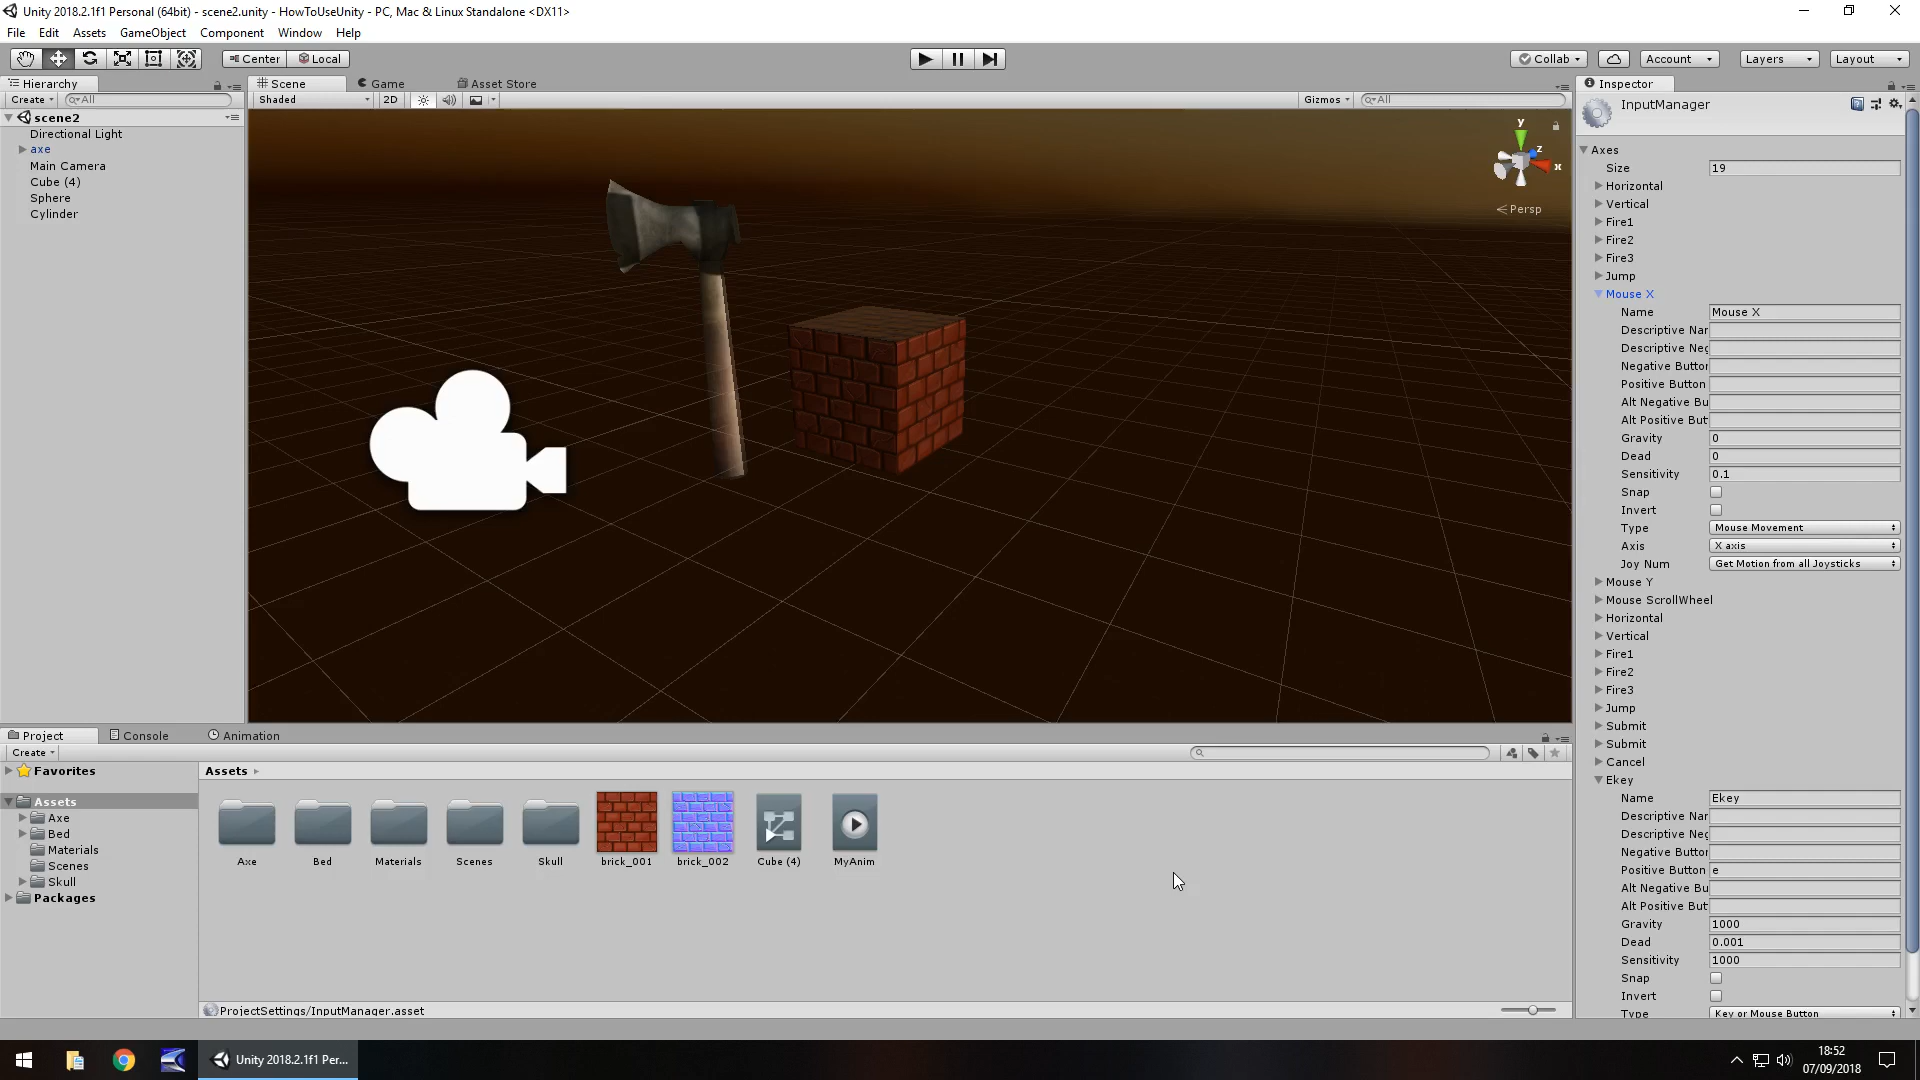 Unity 2018.2.1f1 Personal (64bit) - scene2.unity - HowToUseUnity - PC, Mac & Linux Standalone <DX11>
File Edit Assets GameObject Component Window Help
Center Local Collab Account Layers Layout
Hierarchy
Create All
scene2
Directional Light
axe
Main Camera
Cube (4)
Sphere
Cylinder
Scene Game Asset Store
Shaded 2D Gizmos All
y
z
x
Persp
Inspector
InputManager
Axes
Size 19
Horizontal
Vertical
Fire1
Fire2
Fire3
Jump
Mouse X
Name Mouse X
Descriptive Nar
Descriptive Neg
Negative Button
Positive Button
Alt Negative Bu
Alt Positive But
Gravity 0
Dead 0
Sensitivity 0.1
Snap
Invert
Type Mouse Movement
Axis X axis
Joy Num Get Motion from all Joysticks
Mouse Y
Mouse ScrollWheel
Horizontal
Vertical
Fire1
Fire2
Fire3
Jump
Submit
Submit
Cancel
Ekey
Name Ekey
Descriptive Nar
Descriptive Neg
Negative Button
Positive Button e
Alt Negative Bu
Alt Positive But
Gravity 1000
Dead 0.001
Sensitivity 1000
Snap
Invert
Type Key or Mouse Button
Project Console Animation
Create
Favorites
Assets
Axe
Bed
Materials
Scenes
Skull
Packages
Assets
Axe Bed Materials Scenes Skull brick_001 brick_002 Cube (4) MyAnim
ProjectSettings/InputManager.asset
Unity 2018.2.1f1 Per...
18:52
07/09/2018